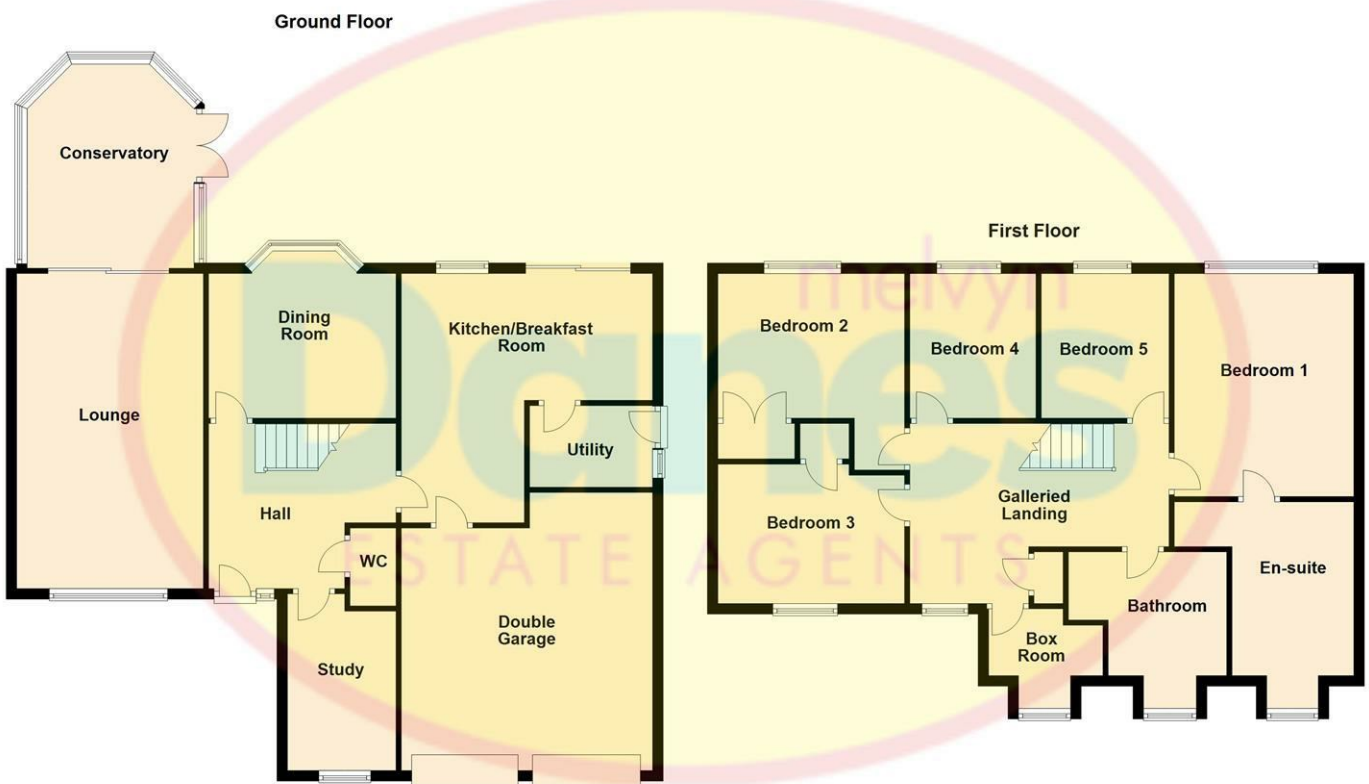 Ground Floor
Conservatory
Dining
Room
Kitchen/Breakfast
Room
Lounge
Utility
Hall
WC
Double
Garage
Study
First Floor
Bedroom 2
Bedroom 4
Bedroom 5
Bedroom 1
Bedroom 3
Galleried
Landing
En-suite
Bathroom
Box
Room
melvyn
Danes
ESTATE AGENTS